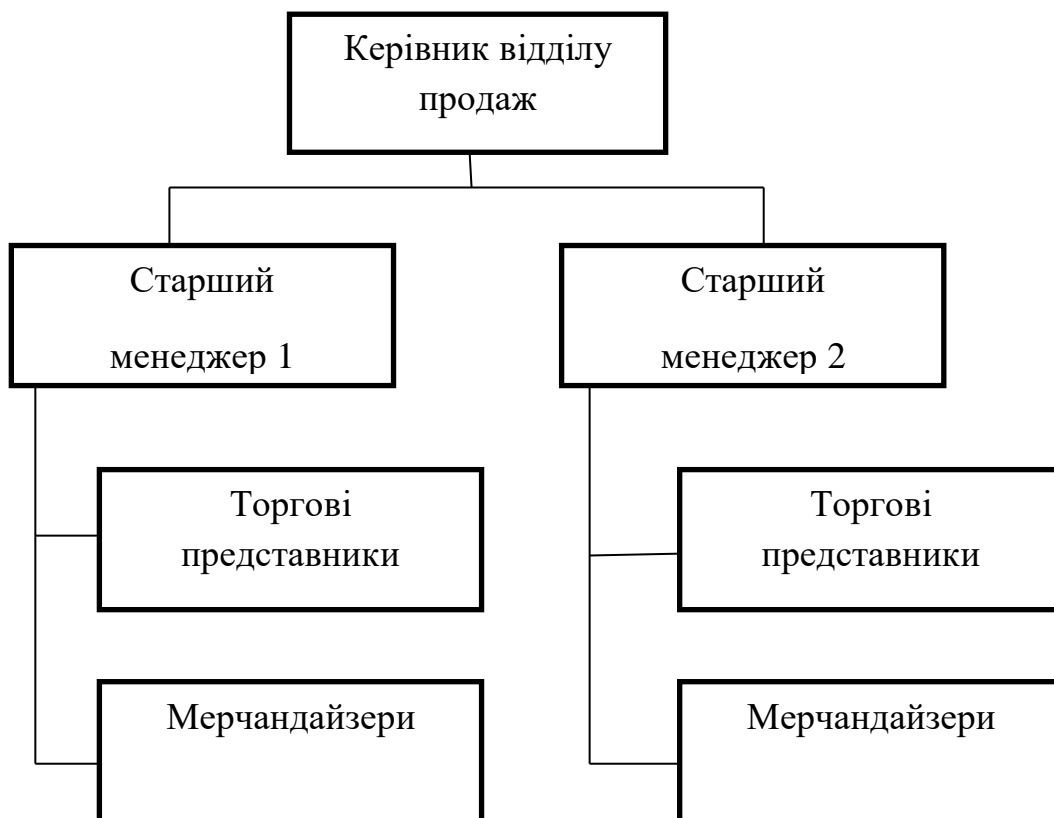 Керівник відділу
продаж
Старший
менеджер 1
Старший
менеджер 2
Торгові
представники
Торгові
представники
Мерчандайзери
Мерчандайзери